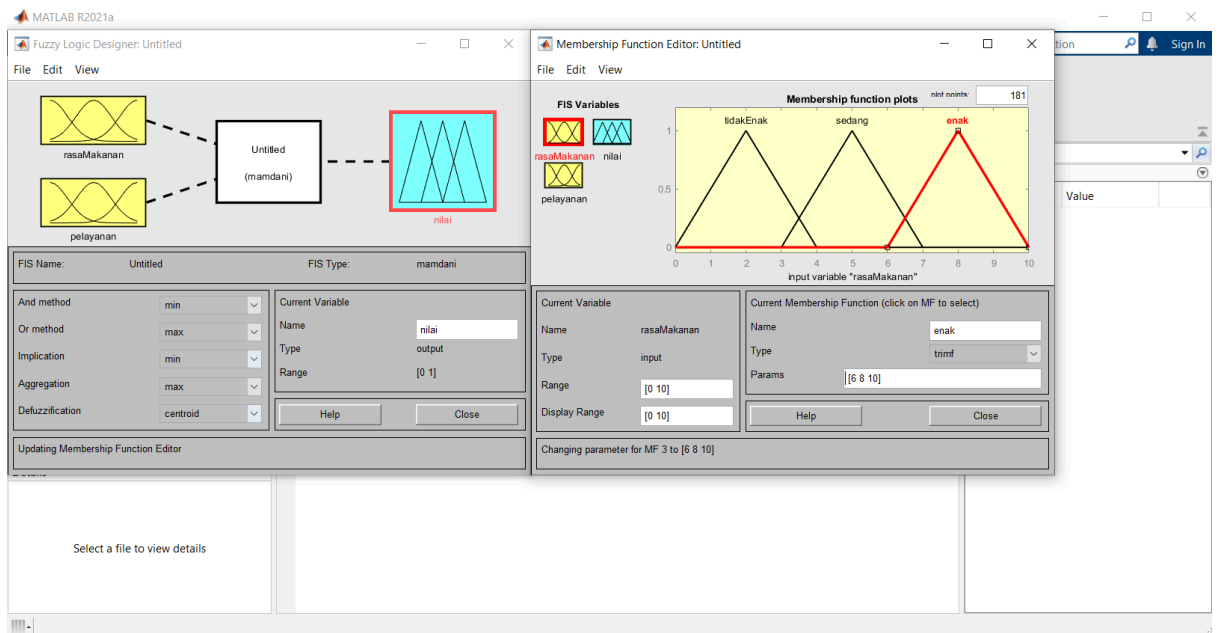 MATLAB R2021a
Sign In
Value
Select a file to view details
Fuzzy Logic Designer: Untitled
File Edit View
rasaMakanan
pelayanan
Untitled
(mamdani)
nilai
FIS Name: Untitled FIS Type: mamdani
And method min
Or method max
Implication min
Aggregation max
Defuzzification centroid
Current Variable
Name nilai
Type output
Range [0 1]
Help Close
Updating Membership Function Editor
Membership Function Editor: Untitled
File Edit View
FIS Variables
rasaMakanan nilai
pelayanan
Membership function plots plot points: 181
tidakEnak sedang enak
1
0.5
0
0 1 2 3 4 5 6 7 8 9 10
input variable "rasaMakanan"
Current Variable
Name rasaMakanan
Type input
Range [0 10]
Display Range [0 10]
Current Membership Function (click on MF to select)
Name enak
Type trimf
Params [6 8 10]
Help Close
Changing parameter for MF 3 to [6 8 10]